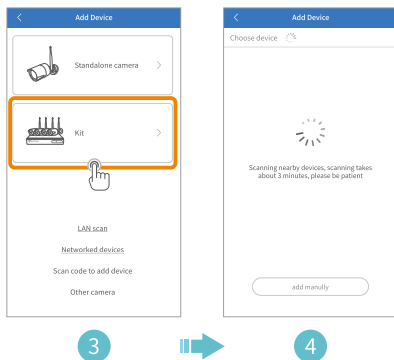 Add Device
Standalone camera
Kit
LAN scan
Networked devices
Scan code to add device
Other camera
3
Add Device
Choose device
Scanning nearby devices, scanning takes
about 3 minutes, please be patient
add manully
4